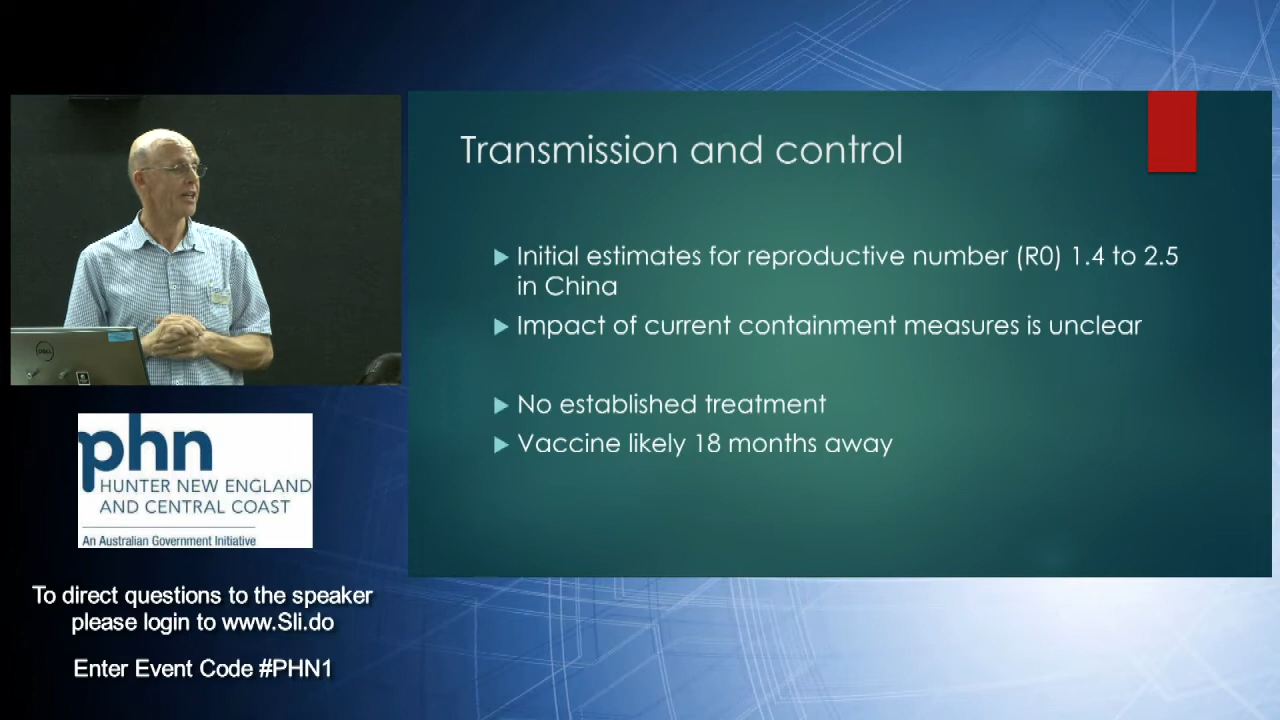 Transmission and control
Initial estimates for reproductive number (R0) 1.4 to 2.5
in China
Impact of current containment measures is unclear
No established treatment
Vaccine likely 18 months away
DELL
phn
HUNTER NEW ENGLAND
AND CENTRAL COAST
An Australian Government Initiative
To direct questions to the speaker
please login to www.Sli.do
Enter Event Code #PHN1